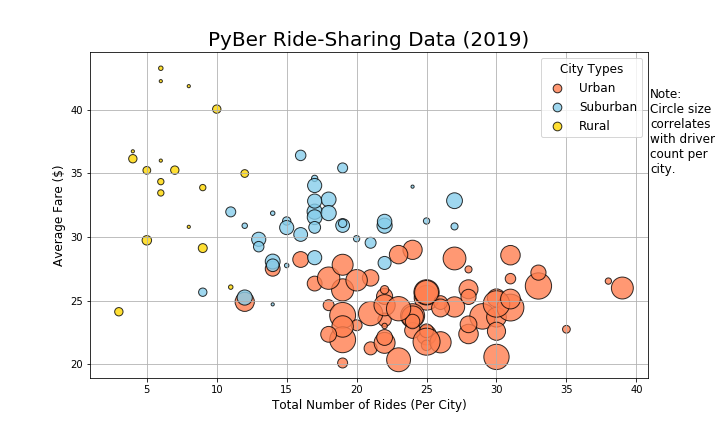 PyBer Ride-Sharing Data (2019)
City Types
Urban
Suburban
Rural
Note:
Circle size
correlates
with driver
count per
city.
Average Fare ($)
40
35
30
25
20
5
10
15
20
25
30
35
40
Total Number of Rides (Per City)